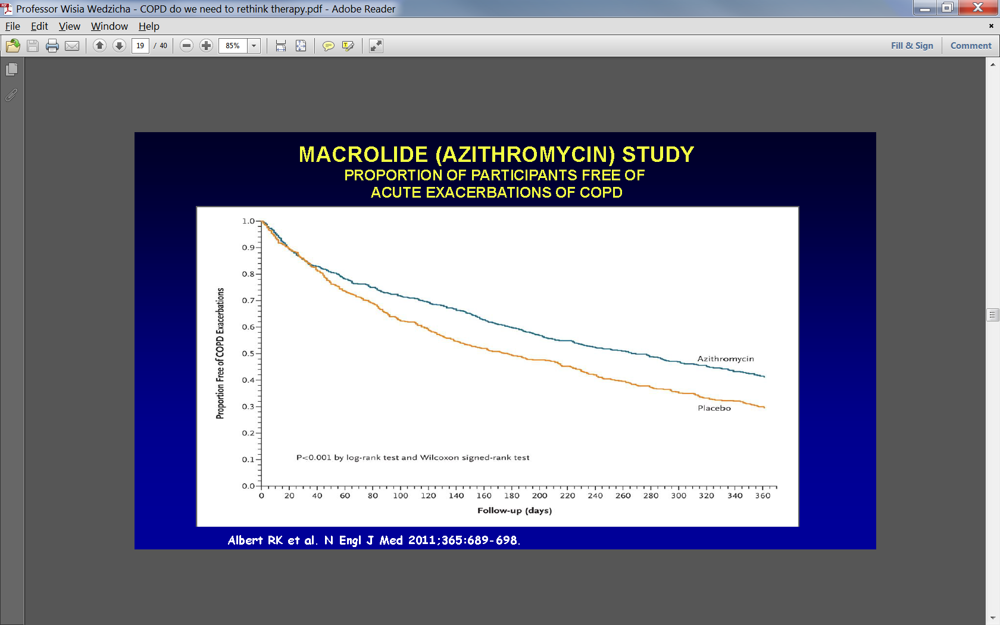 Professor Wisia Wedzicha - COPD do we need to rethink therapy.pdf - Adobe Reader
File Edit View Window Help
19 / 40 85% Fill & Sign Comment
MACROLIDE (AZITHROMYCIN) STUDY
PROPORTION OF PARTICIPANTS FREE OF
ACUTE EXACERBATIONS OF COPD
Proportion Free of COPD Exacerbations
1.0
0.9
0.8
0.7
0.6
0.5
0.4
0.3
0.2
0.1
0.0
Azithromycin
Placebo
P<0.001 by log-rank test and Wilcoxon signed-rank test
0 20 40 60 80 100 120 140 160 180 200 220 240 260 280 300 320 340 360
Follow-up (days)
Albert RK et al. N Engl J Med 2011;365:689-698.